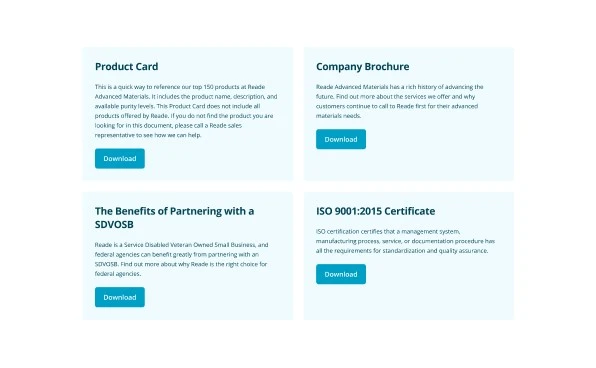 Product Card
This is a quick way to reference our top 150 products at Reade
Advanced Materials. It includes the product name, description, and
available purity levels. This Product Card does not include all
products offered by Reade. If you do not find the product you are
looking for in this document, please call a Reade sales
representative to see how we can help.
Download
Company Brochure
Reade Advanced Materials has a rich history of advancing the
future. Find out more about the services we offer and why
customers continue to call to Reade first for their advanced
materials needs.
Download
The Benefits of Partnering with a
SDVOSB
Reade Is a Service Disabled Veteran Owned Small Business, and
federal agencies can benefit greatly from partnering with an
SDVOSB. Find out more about why Reade is the right choice for
federal agencies.
Download
ISO 9001:2015 Certificate
ISO certification certifies that a management system,
manufacturing process, service, or documentation procedure has
all the requirements for standardization and quality assurance.
Download